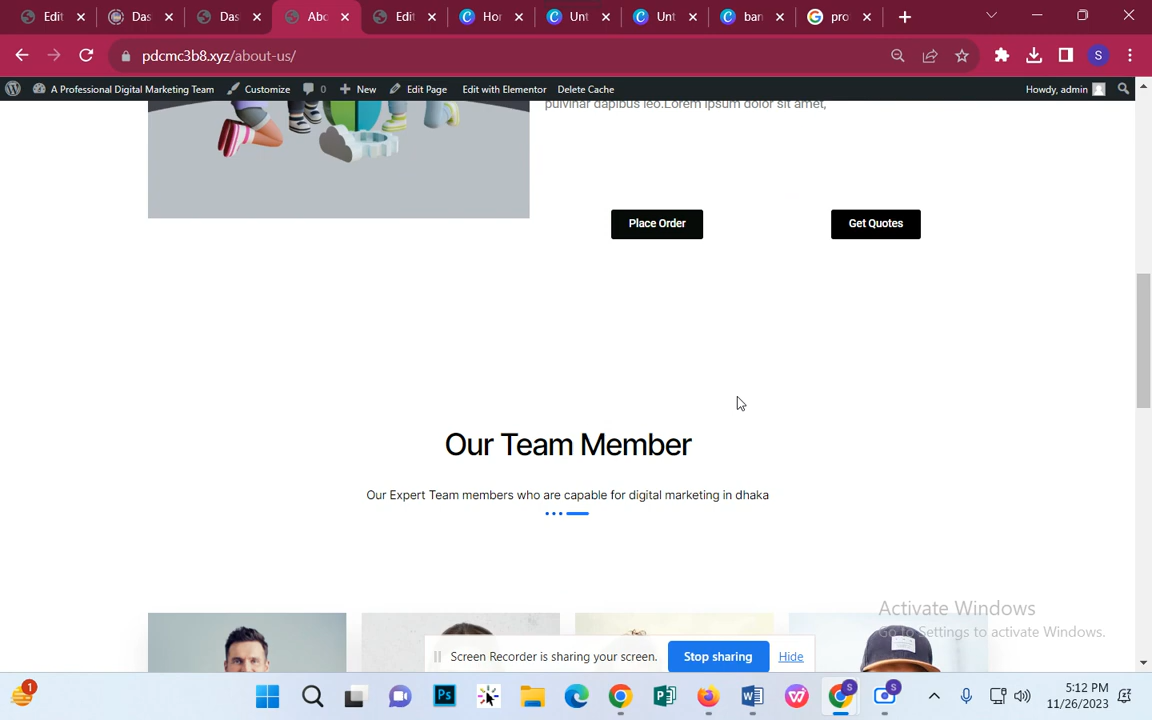 Edit
Das
Das
Abo
Edit
Hor
Unt
Unt
ban
pro
pdcmc3b8.xyz/about-us/
S
A Professional Digital Marketing Team
Customize
0
New
Edit Page
Edit with Elementor
Delete Cache
Howdy, admin
pulvinar dapibus leo.Lorem ipsum dolor sit amet,
Place Order
Get Quotes
Our Team Member
Our Expert Team members who are capable for digital marketing in dhaka
Activate Windows
Go to Settings to activate Windows.
Screen Recorder is sharing your screen.
Stop sharing
Hide
1
Ps
S
S
5:12 PM
11/26/2023